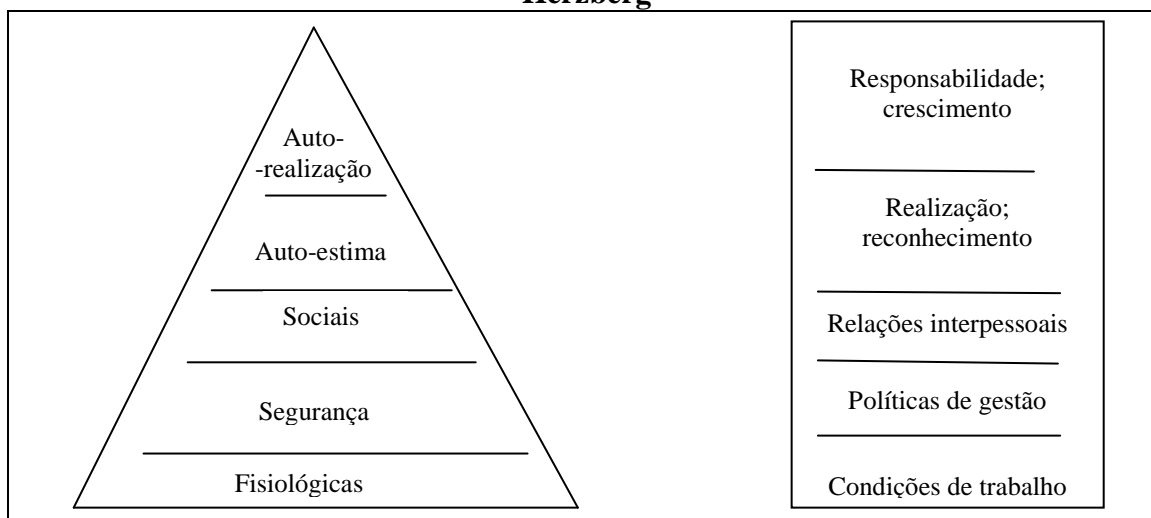 Herzberg
Auto-
-realização
Auto-estima
Sociais
Segurança
Fisiológicas
Responsabilidade;
crescimento
Realização;
reconhecimento
Relações interpessoais
Políticas de gestão
Condições de trabalho